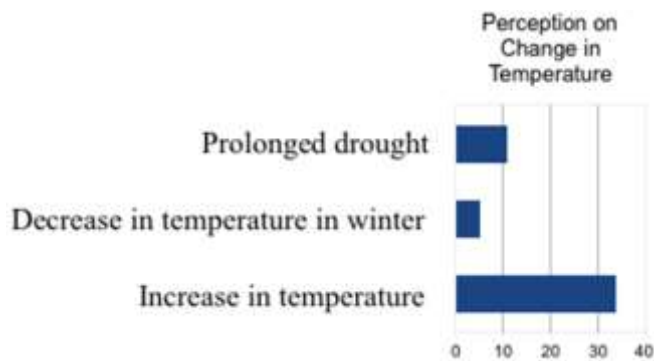 Perception on
Change in
Temperature
Prolonged drought
Decrease in temperature in winter
Increase in temperature
0 10 20 30 40